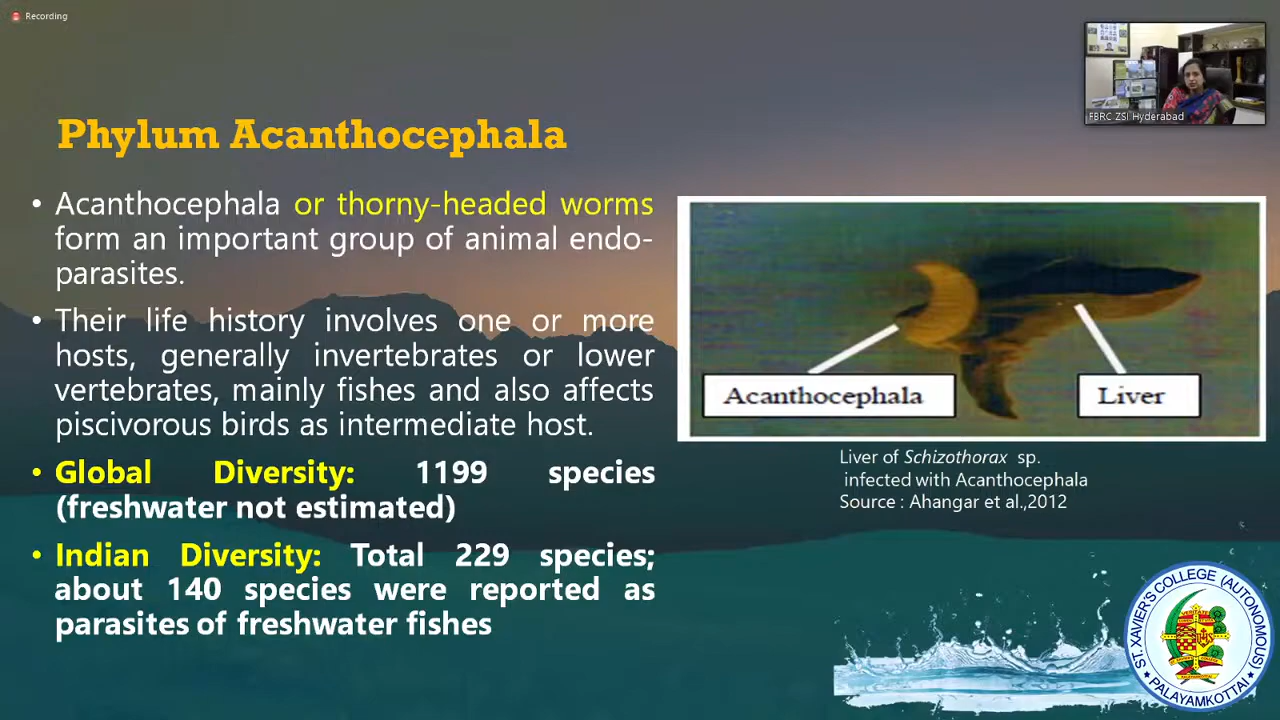 Recording
FBRC ZSI Hyderabad
Phylum Acanthocephala
• Acanthocephala or thorny-headed worms
form an important group of animal endo-
parasites.
• Their life history involves one or more
hosts, generally invertebrates or lower
vertebrates, mainly fishes and also affects
piscivorous birds as intermediate host.
• Global Diversity: 1199 species
(freshwater not estimated)
• Indian Diversity: Total 229 species;
about 140 species were reported as
parasites of freshwater fishes
Acanthocephala
Liver
Liver of Schizothorax sp.
infected with Acanthocephala
Source : Ahangar et al.,2012
ST. XAVIER'S COLLEGE (AUTONOMOUS)
PALAYAMKOTTAI